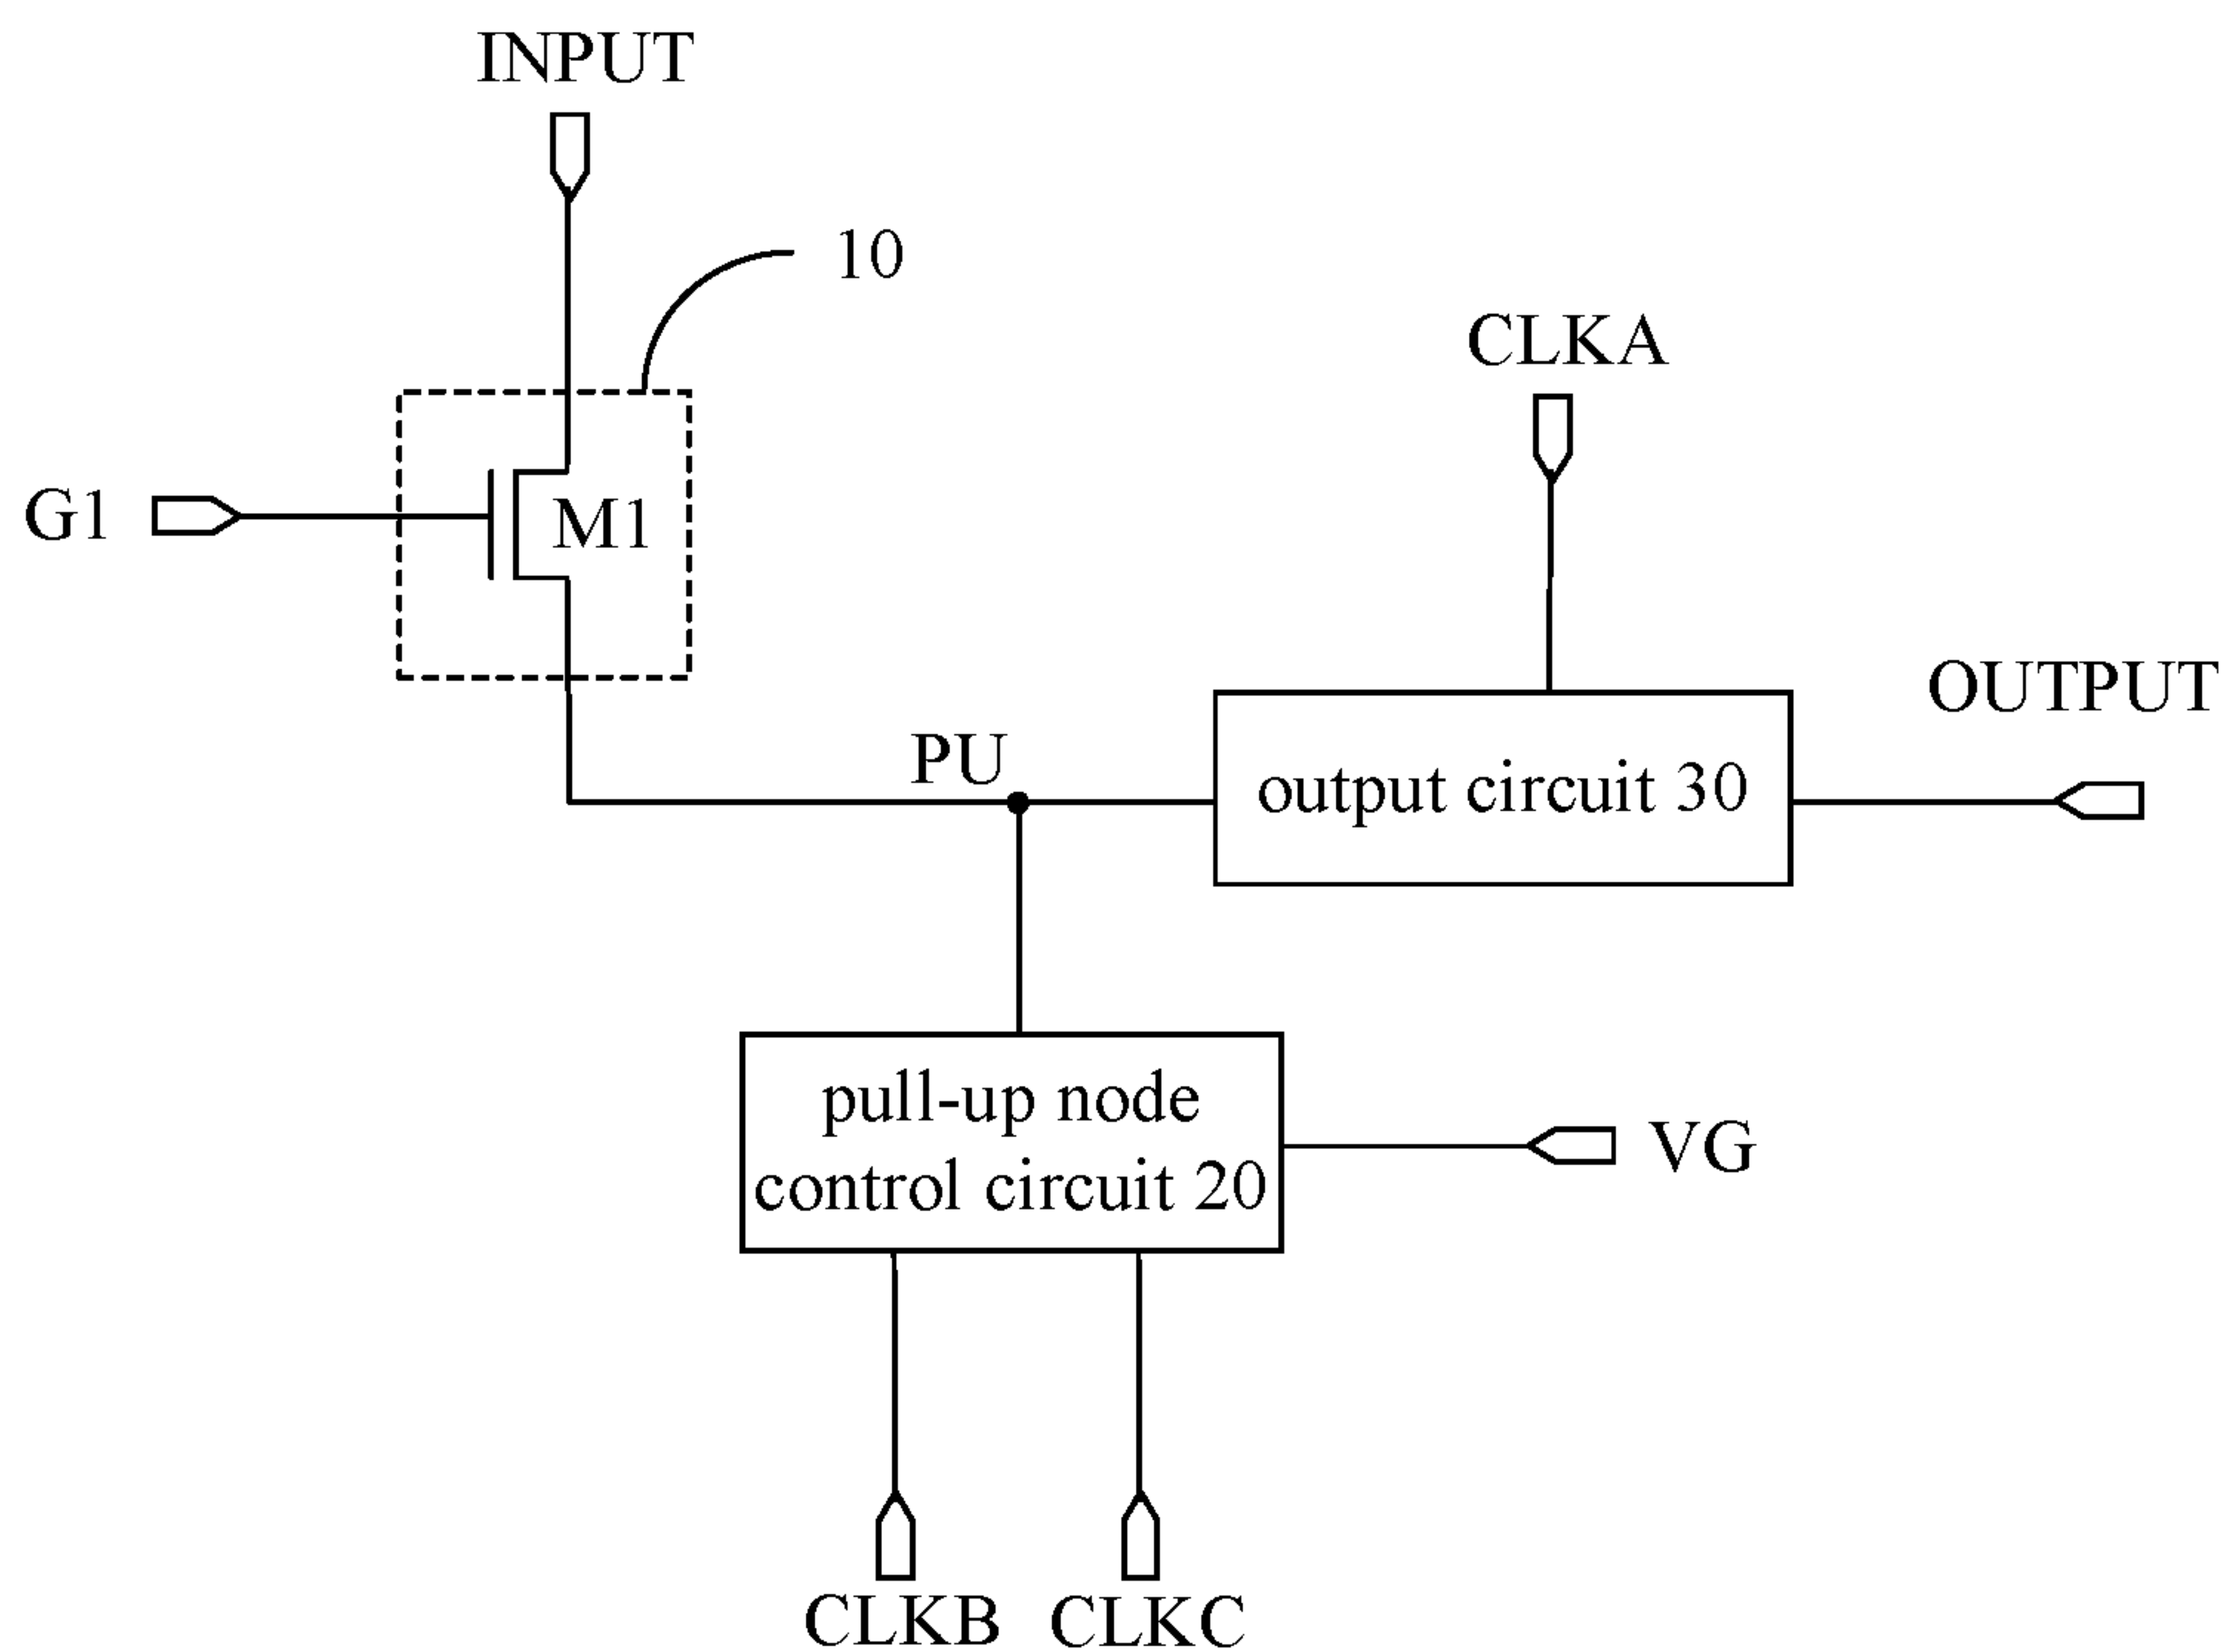 INPUT
10
CLKA
G1
M1
OUTPUT
PU
output circuit 30
pull-up node
control circuit 20
VG
CLKB
CLKC